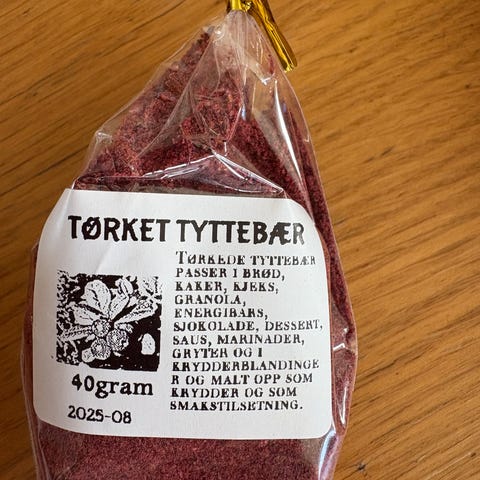 TØRKET TYTTEBÆR
TØRKEDE TYTTEBÆR
PASSER I BRØD,
KAKER, KJEKS,
GRANOLA,
ENERGIBARS,
SJOKOLADE, DESSERT,
SAUS, MARINADER,
GRYTER OG I
KRYDDERBLANDINGE
R OG MALT OPP SOM
KRYDDER OG SOM
SMAKSTILSETNING.
40gram
2025-08